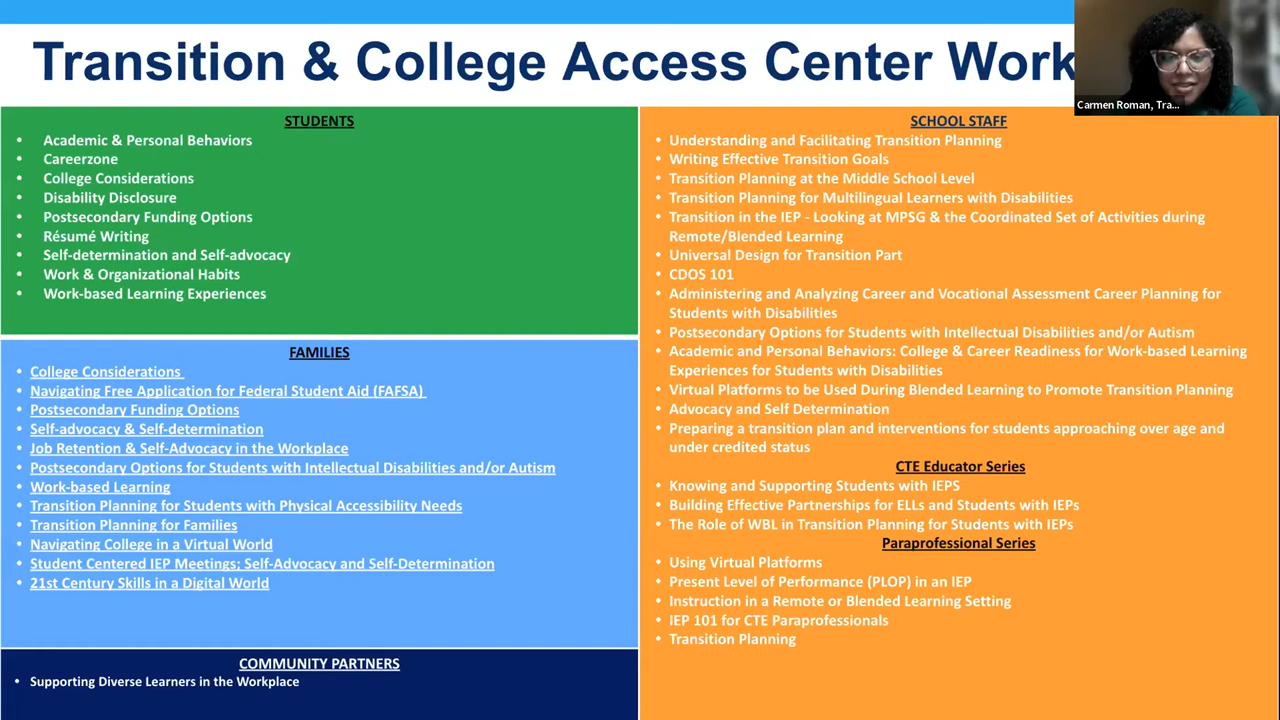 Transition & College Access Center Work
Carmen Roman, Tra...
STUDENTS
• Academic & Personal Behaviors
• Careerzone
• College Considerations
• Disability Disclosure
• Postsecondary Funding Options
• Résumé Writing
• Self-determination and Self-advocacy
• Work & Organizational Habits
• Work-based Learning Experiences
FAMILIES
• College Considerations
• Navigating Free Application for Federal Student Aid (FAFSA)
• Postsecondary Funding Options
• Self-advocacy & Self-determination
• Job Retention & Self-Advocacy in the Workplace
• Postsecondary Options for Students with Intellectual Disabilities and/or Autism
• Work-based Learning
• Transition Planning for Students with Physical Accessibility Needs
• Transition Planning for Families
• Navigating College in a Virtual World
• Student Centered IEP Meetings; Self-Advocacy and Self-Determination
• 21st Century Skills in a Digital World
COMMUNITY PARTNERS
• Supporting Diverse Learners in the Workplace
SCHOOL STAFF
• Understanding and Facilitating Transition Planning
• Writing Effective Transition Goals
• Transition Planning at the Middle School Level
• Transition Planning for Multilingual Learners with Disabilities
• Transition in the IEP - Looking at MPSG & the Coordinated Set of Activities during
Remote/Blended Learning
• Universal Design for Transition Part
• CDOS 101
• Administering and Analyzing Career and Vocational Assessment Career Planning for
Students with Disabilities
• Postsecondary Options for Students with Intellectual Disabilities and/or Autism
• Academic and Personal Behaviors: College & Career Readiness for Work-based Learning
Experiences for Students with Disabilities
• Virtual Platforms to be Used During Blended Learning to Promote Transition Planning
• Advocacy and Self Determination
• Preparing a transition plan and interventions for students approaching over age and
under credited status
CTE Educator Series
• Knowing and Supporting Students with IEPS
• Building Effective Partnerships for ELLs and Students with IEPs
• The Role of WBL in Transition Planning for Students with IEPs
Paraprofessional Series
• Using Virtual Platforms
• Present Level of Performance (PLOP) in an IEP
• Instruction in a Remote or Blended Learning Setting
• IEP 101 for CTE Paraprofessionals
• Transition Planning